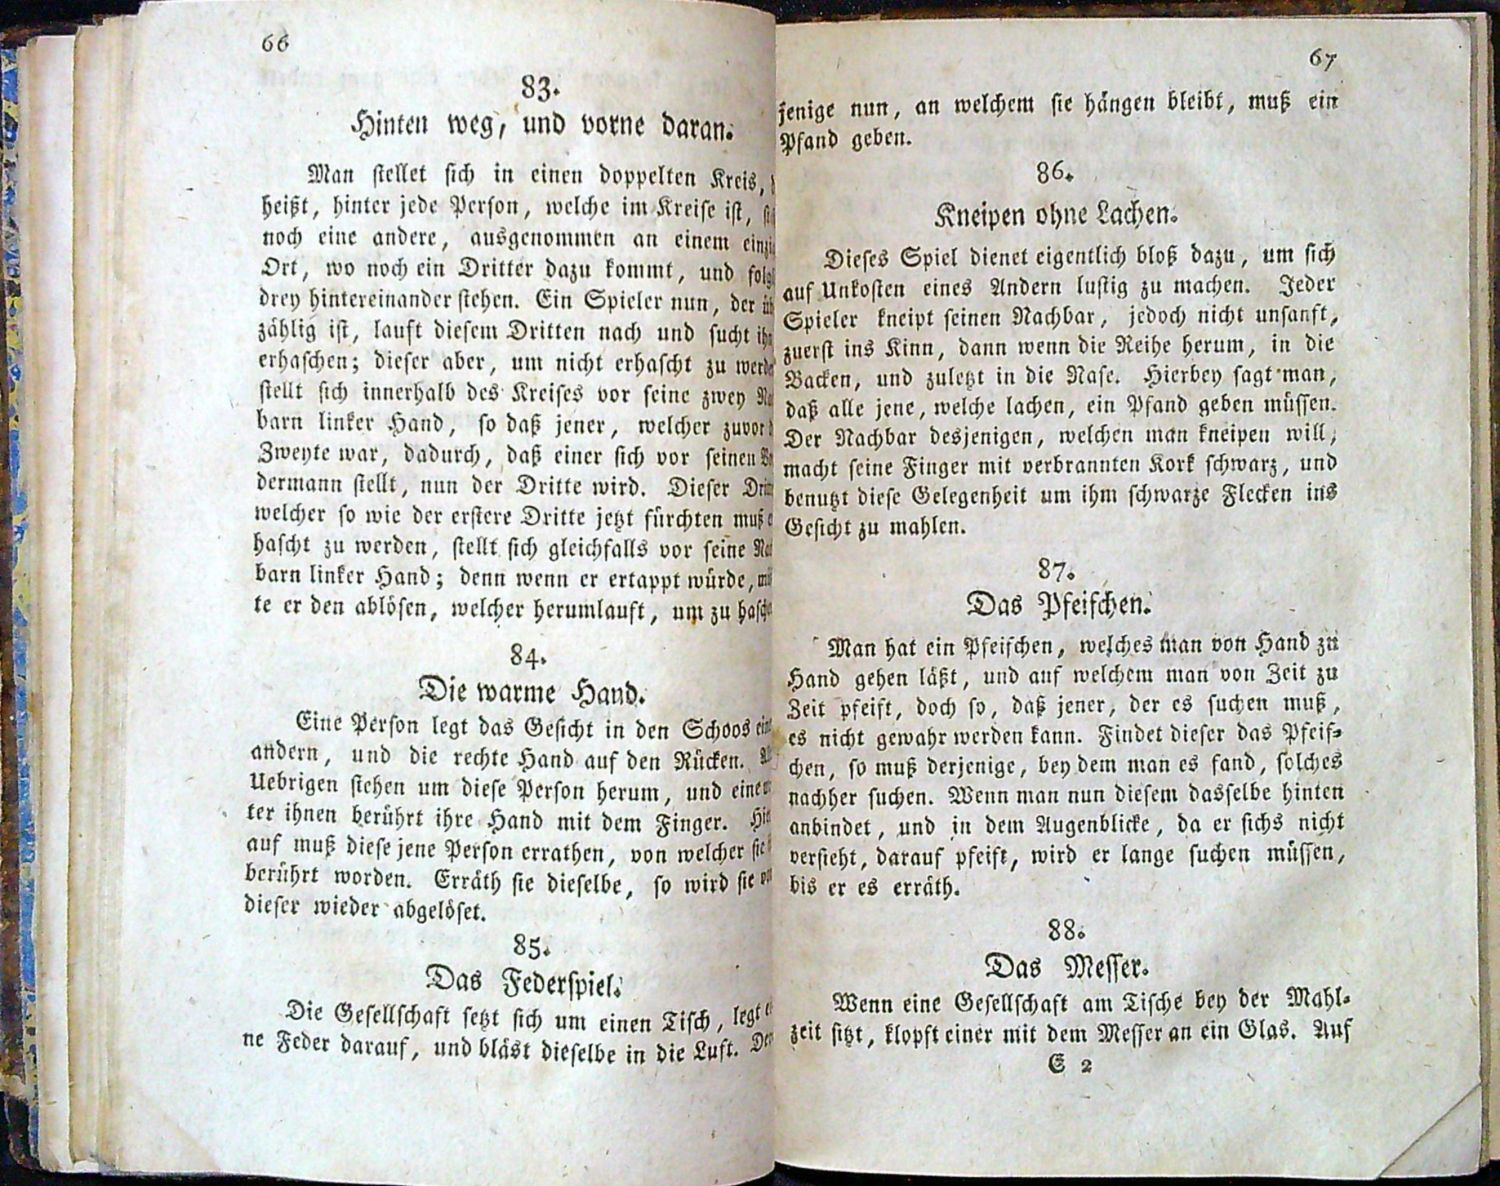 66
83.
Hinten weg, und vorne daran.
Man stellet sich in einen doppelten Kreis,
heißt, hinter jede Person, welche im Kreise ist,
noch eine andere, ausgenommen an einem
Ort, wo noch ein Dritter dazu kommt, und
drey hintereinander stehen. Ein Spieler nun, der
zählig ist, lauft diesem Dritten nach und sucht
erhaschen; dieser aber, um nicht erhascht zu
stellt sich innerhalb des Kreises vor seine zwey
barn linker Hand, so daß jener, welcher zuvor
Zweyte war, dadurch, daß einer sich vor seinen
dermann stellt, nun der Dritte wird. Dieser
welcher so wie der erstere Dritte jetzt fürchten muß
hascht zu werden, stellt sich gleichfalls vor seine
barn linker Hand; denn wenn er ertappt würde,
te er den ablösen, welcher herumlauft, um zu
84.
Die warme Hand.
Eine Person legt das Gesicht in den Schoos
andern, und die rechte Hand auf den Rücken.
Uebrigen stehen um diese Person herum, und
ter ihnen berührt ihre Hand mit dem Finger.
auf muß diese jene Person errathen, von welcher sie
berührt worden. Erräth sie dieselbe, so wird sie
dieser wieder abgelöset.
85.
Das Federspiel.
Die Gesellschaft setzt sich um einen Tisch, legt
ne Feder darauf, und bläst dieselbe in die Luft.
67
jenige nun, an welchem sie hängen bleibt, muß ein
Pfand geben.
86.
Kneipen ohne Lachen.
Dieses Spiel dienet eigentlich bloß dazu, um sich
auf Unkosten eines Andern lustig zu machen. Jeder
Spieler kneipt seinen Nachbar, jedoch nicht unsanft,
zuerst ins Kinn, dann wenn die Reihe herum, in die
Backen, und zuletzt in die Nase. Hierbey sagt man,
daß alle jene, welche lachen, ein Pfand geben müssen.
Der Nachbar desjenigen, welchen man kneipen will,
macht seine Finger mit verbrannten Kork schwarz, und
benutzt diese Gelegenheit um ihm schwarze Flecken ins
Gesicht zu mahlen.
87.
Das Pfeifchen.
Man hat ein Pfeifchen, welches man von Hand zu
Hand gehen läßt, und auf welchem man von Zeit zu
Zeit pfeift, doch so, daß jener, der es suchen muß,
es nicht gewahr werden kann. Findet dieser das Pfeif-
chen, so muß derjenige, bey dem man es fand, solches
nachher suchen. Wenn man nun diesem dasselbe hinten
anbindet, und in dem Augenblicke, da er sichs nicht
versieht, darauf pfeift, wird er lange suchen müssen,
bis er es erräth.
88.
Das Messer.
Wenn eine Gesellschaft am Tische bey der Mahl-
zeit sitzt, klopft einer mit dem Messer an ein Glas. Auf
E 2